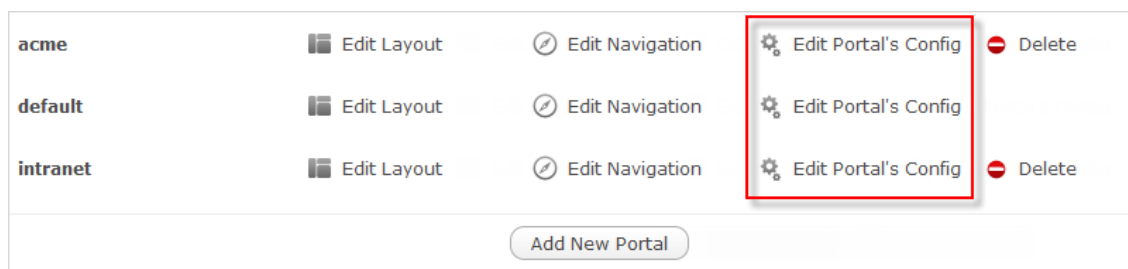 acme Edit Layout Edit Navigation Edit Portal's Config Delete
default Edit Layout Edit Navigation Edit Portal's Config
intranet Edit Layout Edit Navigation Edit Portal's Config Delete
Add New Portal